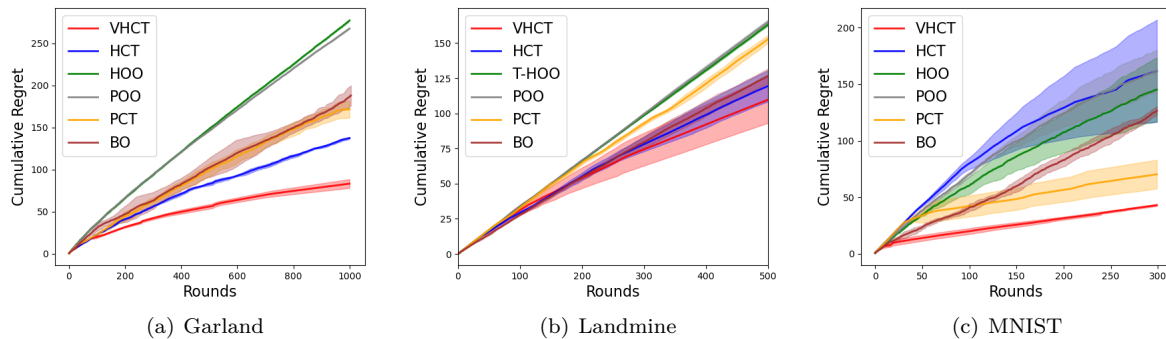 VHCT
HCT
HOO
POO
PCT
BO
250
200
150
100
50
0
Cumulative Regret
0 200 400 600 800 1000
Rounds
(a) Garland
VHCT
HCT
T-HOO
POO
PCT
BO
150
125
100
75
50
25
0
Cumulative Regret
0 100 200 300 400 500
Rounds
(b) Landmine
VHCT
HCT
HOO
POO
PCT
BO
200
150
100
50
0
Cumulative Regret
0 50 100 150 200 250 300
Rounds
(c) MNIST